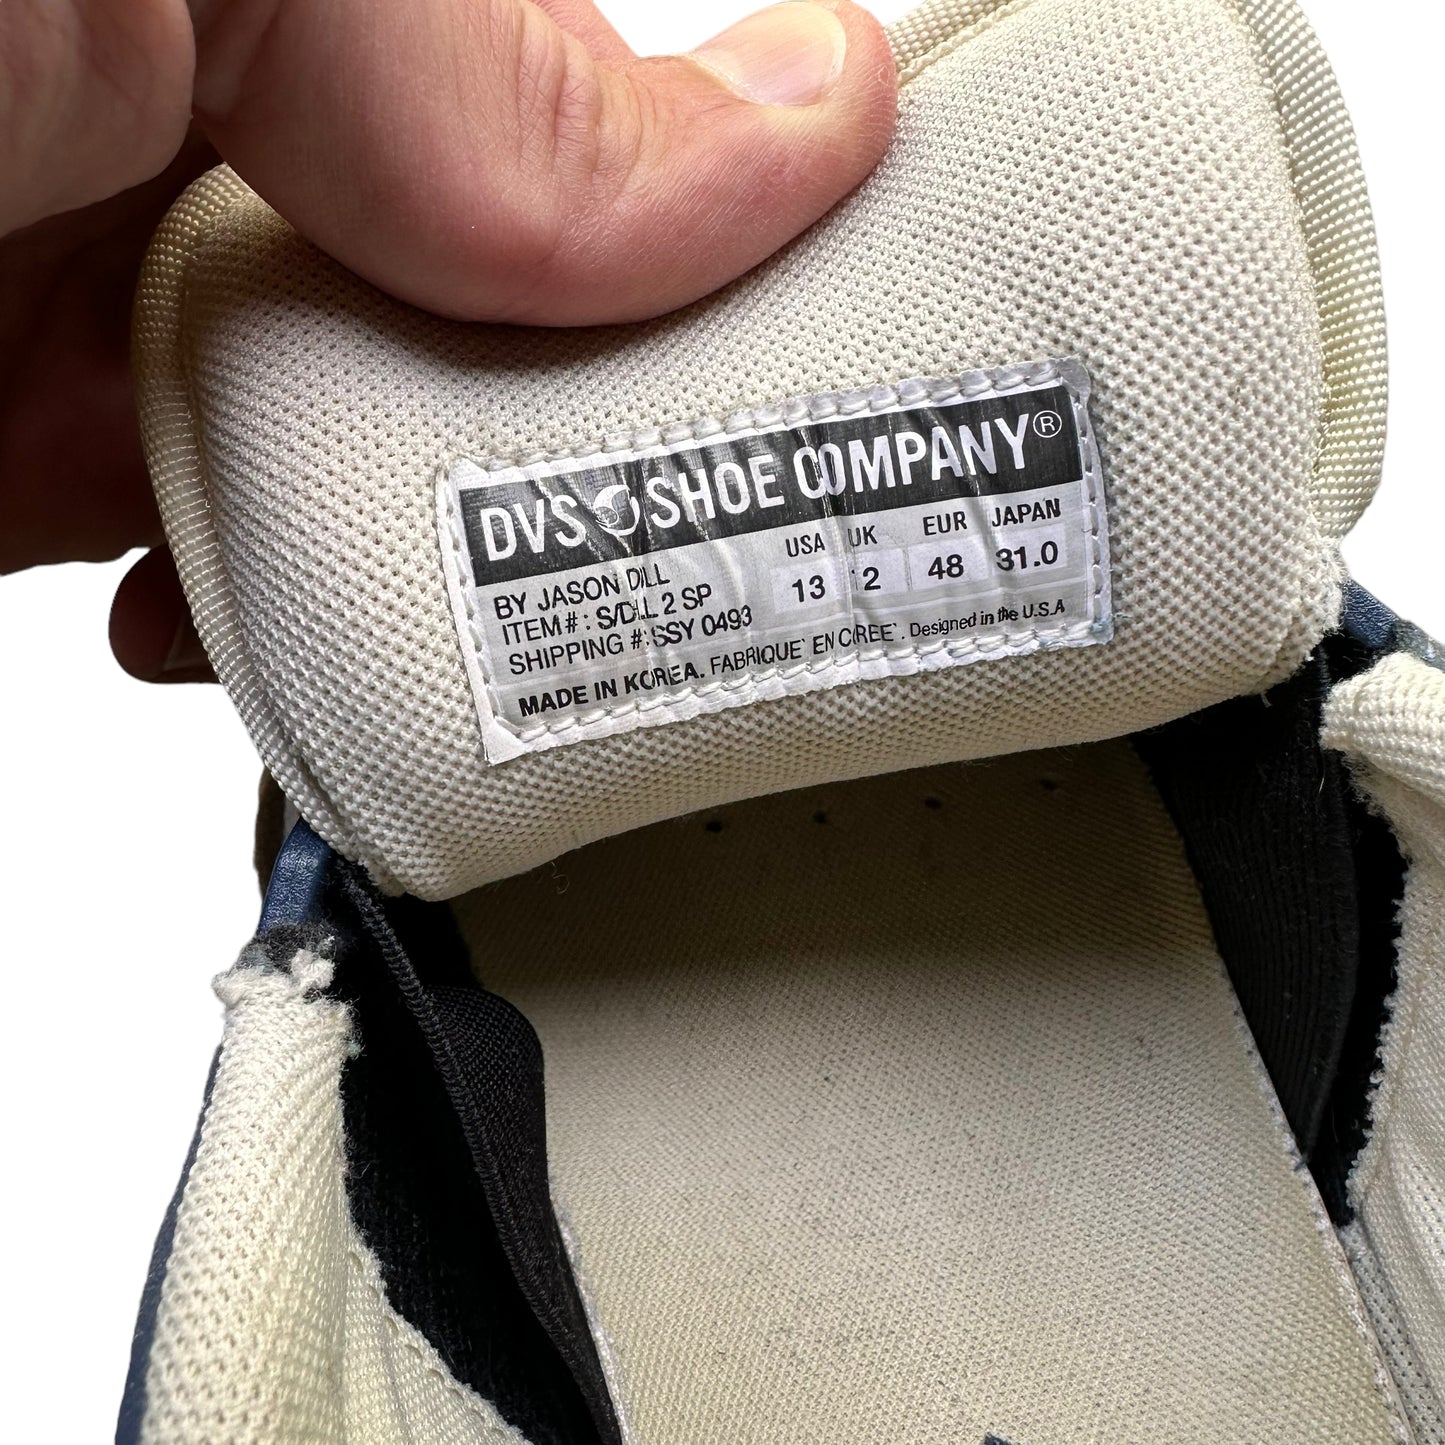 DVS SHOE COMPANY®
USA UK EUR JAPAN
13 12 48 31.0
BY JASON DILL
ITEM#: S/DILL 2 SP
SHIPPING #: SSY 0493
MADE IN KOREA. FABRIQUE` EN COREE`. Designed in the U.S.A